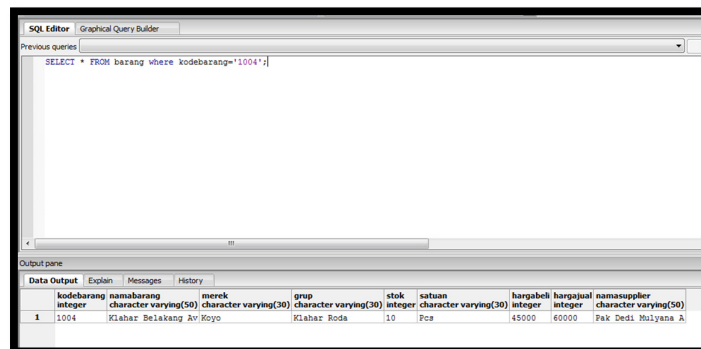 SQL Editor Graphical Query Builder
Previous queries
SELECT * FROM barang where kodebarang='1004';
Output pane
Data Output Explain Messages History
kodebarang namabarang merek grup stok satuan hargabeli hargajual namasupplier
integer character varying(50) character varying(30) character varying(30) integer character varying(30) integer integer character varying(50)
1 1004 Klahar Belakang Av Koyo Klahar Roda 10 Pcs 45000 60000 Pak Dedi Mulyana A